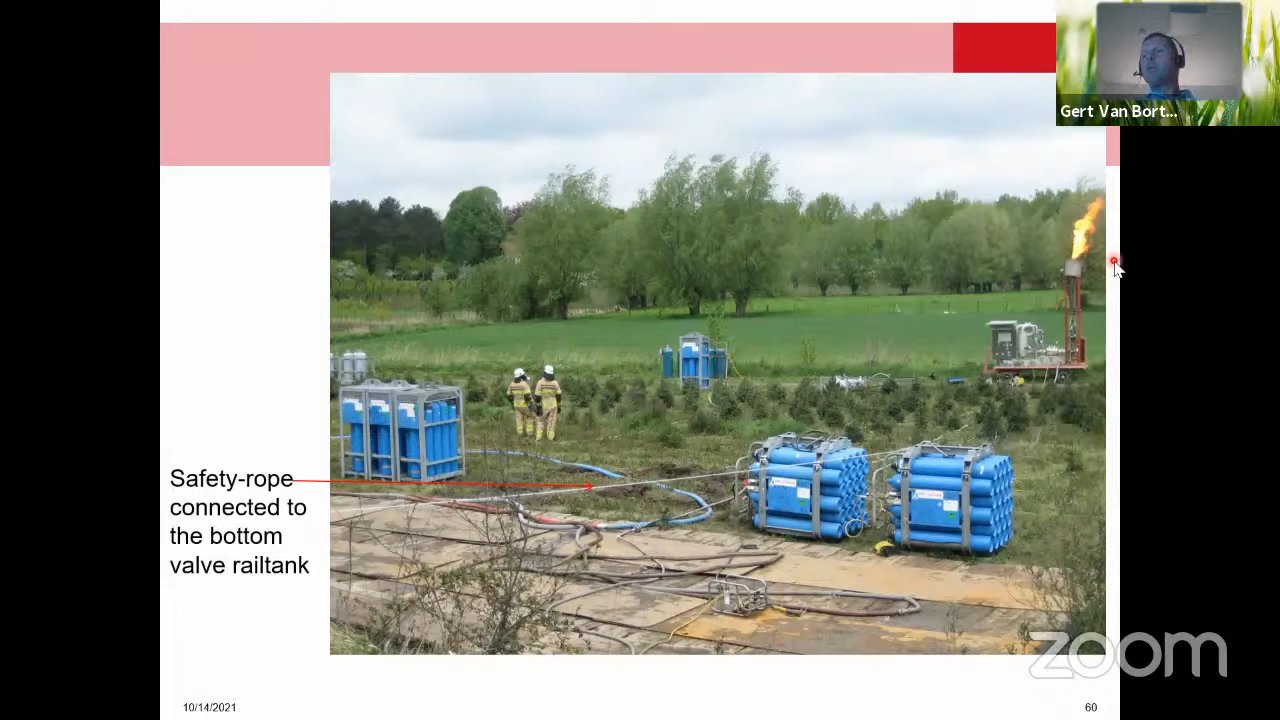 Gert Van Bort...
Safety-rope
connected to
the bottom
valve railtank
10/14/2021
60
zoom